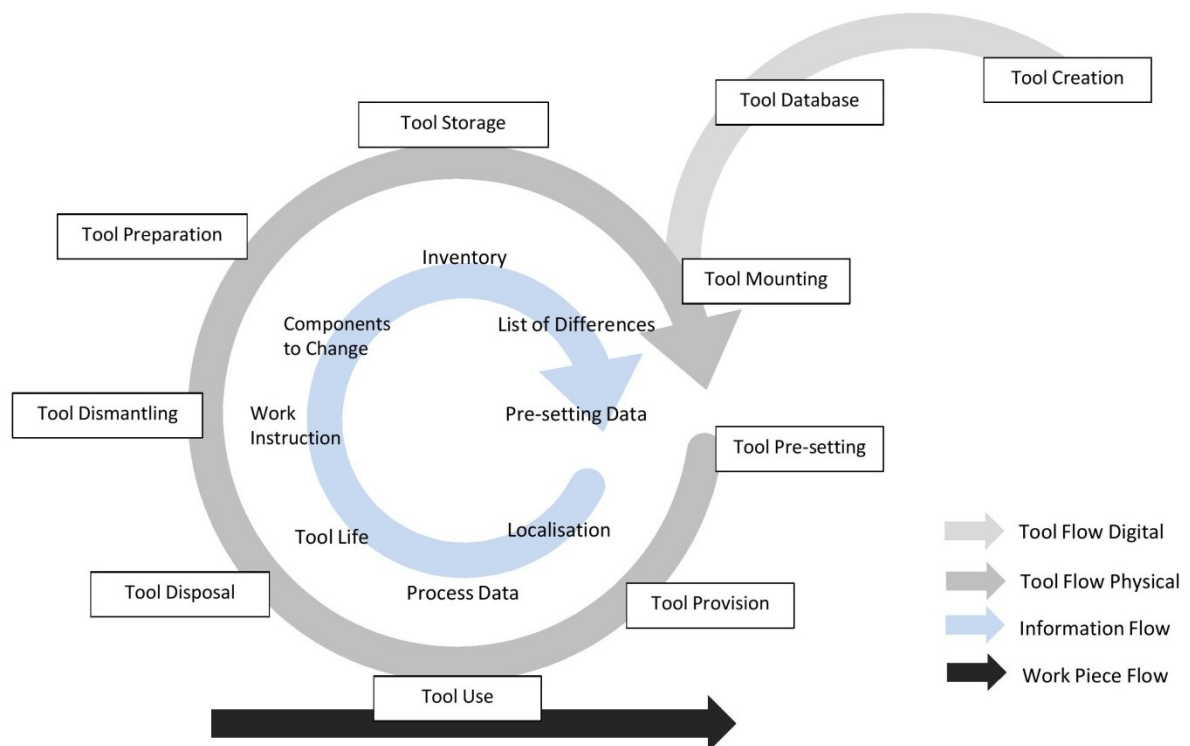 Tool Creation
Tool Database
Tool Storage
Tool Preparation
Inventory
Tool Mounting
Components
to Change
List of Differences
Tool Dismantling
Work
Instruction
Pre-setting Data
Tool Pre-setting
Tool Life
Localisation
Tool Flow Digital
Tool Disposal
Process Data
Tool Provision
Tool Flow Physical
Information Flow
Work Piece Flow
Tool Use